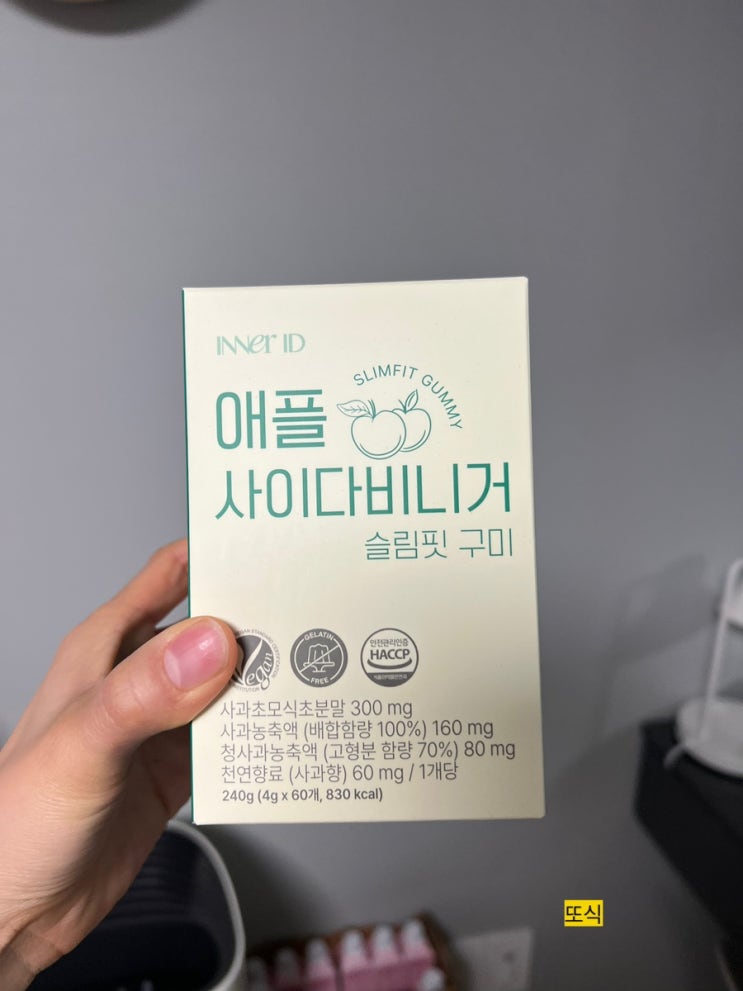 INNer ID
SLIMFIT GUMMY
애플
사이다비니거
슬림핏 구미
GELATIN FREE
안전관리인증
HACCP
사과초모식초분말 300 mg
사과농축액 (배합함량 100%) 160 mg
청사과농축액 (고형분 함량 70%) 80 mg
천연향료 (사과향) 60 mg / 1개당
240g (4g x 60개, 830 kcal)
또식